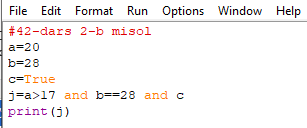 File Edit Format Run Options Window Help
#42-dars 2-b misol
a=20
b=28
c=True
j=a>17 and b==28 and c
print(j)